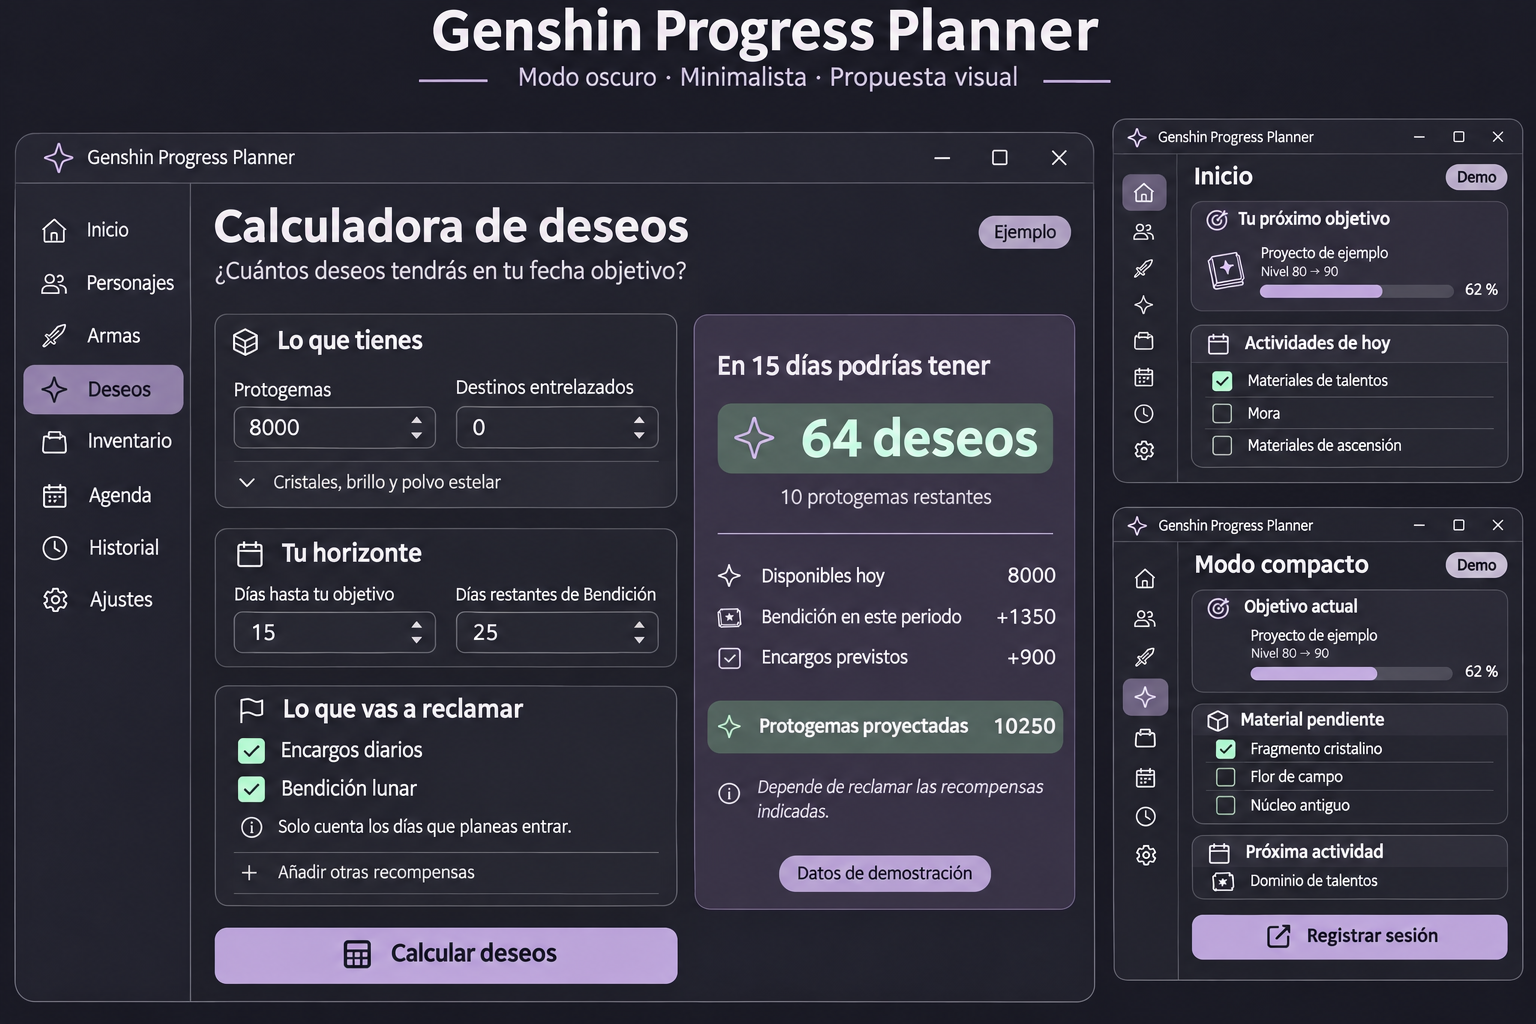 Genshin Progress Planner
Modo oscuro · Minimalista · Propuesta visual
Genshin Progress Planner
Inicio
Personajes
Armas
Deseos
Inventario
Agenda
Historial
Ajustes
Calculadora de deseos
¿Cuántos deseos tendrás en tu fecha objetivo?
Ejemplo
Lo que tienes
Protogemas
Destinos entrelazados
8000
0
Cristales, brillo y polvo estelar
Tu horizonte
Días hasta tu objetivo
Días restantes de Bendición
15
25
Lo que vas a reclamar
Encargos diarios
Bendición lunar
Solo cuenta los días que planeas entrar.
Añadir otras recompensas
Calcular deseos
En 15 días podrías tener
64 deseos
10 protogemas restantes
Disponibles hoy 8000
Bendición en este periodo +1350
Encargos previstos +900
Protogemas proyectadas 10250
Depende de reclamar las recompensas
indicadas.
Datos de demostración
Genshin Progress Planner
Inicio
Demo
Tu próximo objetivo
Proyecto de ejemplo
Nivel 80 → 90
62 %
Actividades de hoy
Materiales de talentos
Mora
Materiales de ascensión
Genshin Progress Planner
Modo compacto
Demo
Objetivo actual
Proyecto de ejemplo
Nivel 80 → 90
62 %
Material pendiente
Fragmento cristalino
Flor de campo
Núcleo antiguo
Próxima actividad
Dominio de talentos
Registrar sesión